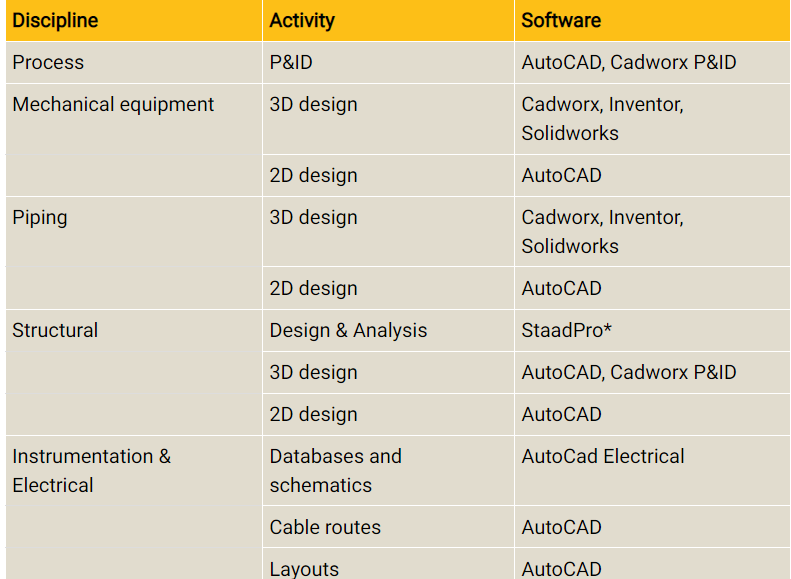 Discipline Activity Software
Process P&ID AutoCAD, Cadworx P&ID
Mechanical equipment 3D design Cadworx, Inventor,
Solidworks
2D design AutoCAD
Piping 3D design Cadworx, Inventor,
Solidworks
2D design AutoCAD
Structural Design & Analysis StaadPro*
3D design AutoCAD, Cadworx P&ID
2D design AutoCAD
Instrumentation & Databases and AutoCad Electrical
Electrical schematics
Cable routes AutoCAD
Layouts AutoCAD